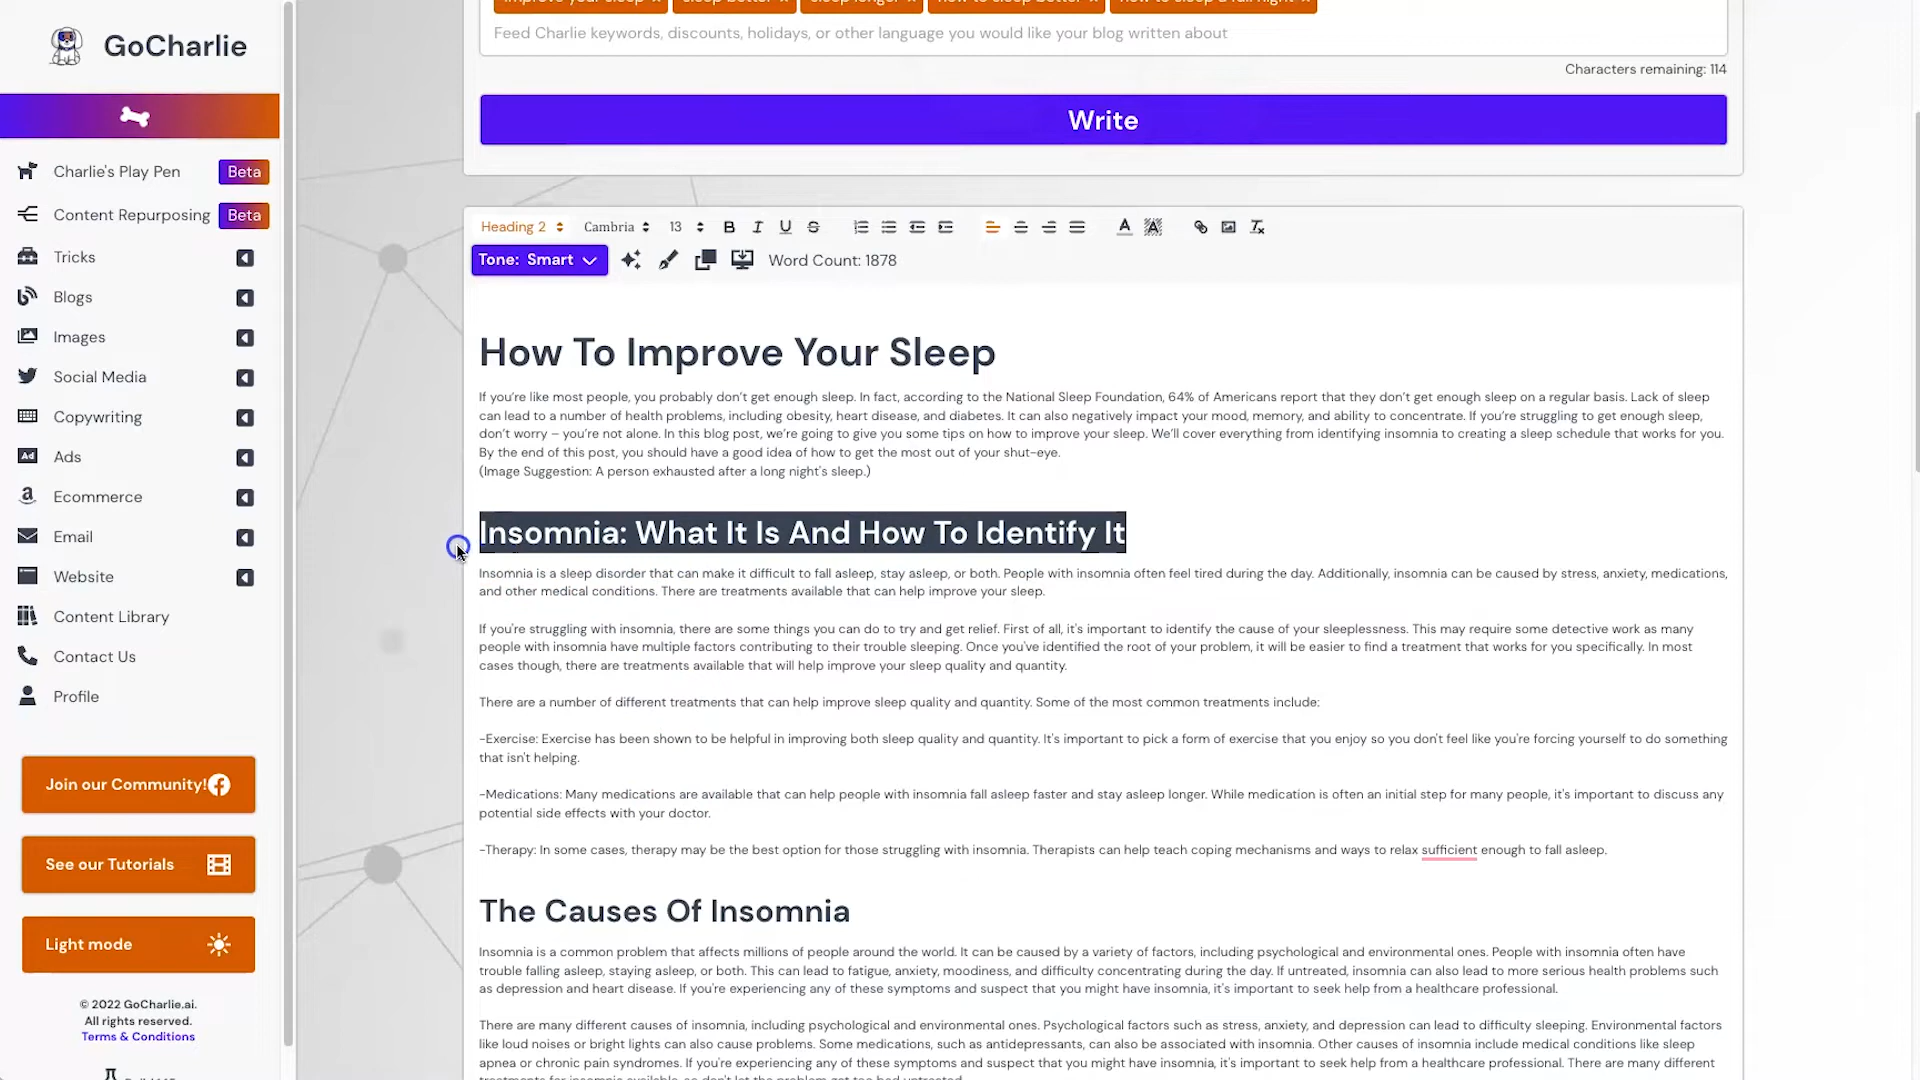 GoCharlie
Charlie's Play Pen Beta
Content Repurposing Beta
Tricks
Blogs
Images
Social Media
Copywriting
Ad Ads
Ecommerce
Email
Website
Content Library
Contact Us
Profile
Join our Community!
See our Tutorials
Light mode
© 2022 GoCharlie.ai.
All rights reserved.
Terms & Conditions
Feed Charlie keywords, discounts, holidays, or other language you would like your blog written about
Characters remaining: 114
Write
Heading 2 Cambria 13 B I U S
Tone: Smart Word Count: 1878
How To Improve Your Sleep
If you're like most people, you probably don't get enough sleep. In fact, according to the National Sleep Foundation, 64% of Americans report that they don't get enough sleep on a regular basis. Lack of sleep
can lead to a number of health problems, including obesity, heart disease, and diabetes. It can also negatively impact your mood, memory, and ability to concentrate. If you're struggling to get enough sleep,
don't worry – you're not alone. In this blog post, we're going to give you some tips on how to improve your sleep. We'll cover everything from identifying insomnia to creating a sleep schedule that works for you.
By the end of this post, you should have a good idea of how to get the most out of your shut-eye.
(Image Suggestion: A person exhausted after a long night's sleep.)
Insomnia: What It Is And How To Identify It
Insomnia is a sleep disorder that can make it difficult to fall asleep, stay asleep, or both. People with insomnia often feel tired during the day. Additionally, insomnia can be caused by stress, anxiety, medications,
and other medical conditions. There are treatments available that can help improve your sleep.
If you're struggling with insomnia, there are some things you can do to try and get relief. First of all, it's important to identify the cause of your sleeplessness. This may require some detective work as many
people with insomnia have multiple factors contributing to their trouble sleeping. Once you've identified the root of your problem, it will be easier to find a treatment that works for you specifically. In most
cases though, there are treatments available that will help improve your sleep quality and quantity.
There are a number of different treatments that can help improve sleep quality and quantity. Some of the most common treatments include:
-Exercise: Exercise has been shown to be helpful in improving both sleep quality and quantity. It's important to pick a form of exercise that you enjoy so you don't feel like you're forcing yourself to do something
that isn't helping.
-Medications: Many medications are available that can help people with insomnia fall asleep faster and stay asleep longer. While medication is often an initial step for many people, it's important to discuss any
potential side effects with your doctor.
-Therapy: In some cases, therapy may be the best option for those struggling with insomnia. Therapists can help teach coping mechanisms and ways to relax sufficient enough to fall asleep.
The Causes Of Insomnia
Insomnia is a common problem that affects millions of people around the world. It can be caused by a variety of factors, including psychological and environmental ones. People with insomnia often have
trouble falling asleep, staying asleep, or both. This can lead to fatigue, anxiety, moodiness, and difficulty concentrating during the day. If untreated, insomnia can also lead to more serious health problems such
as depression and heart disease. If you're experiencing any of these symptoms and suspect that you might have insomnia, it's important to seek help from a healthcare professional.
There are many different causes of insomnia, including psychological and environmental ones. Psychological factors such as stress, anxiety, and depression can lead to difficulty sleeping. Environmental factors
like loud noises or bright lights can also cause problems. Some medications, such as antidepressants, can also be associated with insomnia. Other causes of insomnia include medical conditions like sleep
apnea or chronic pain syndromes. If you're experiencing any of these symptoms and suspect that you might have insomnia, it's important to seek help from a healthcare professional. There are many different